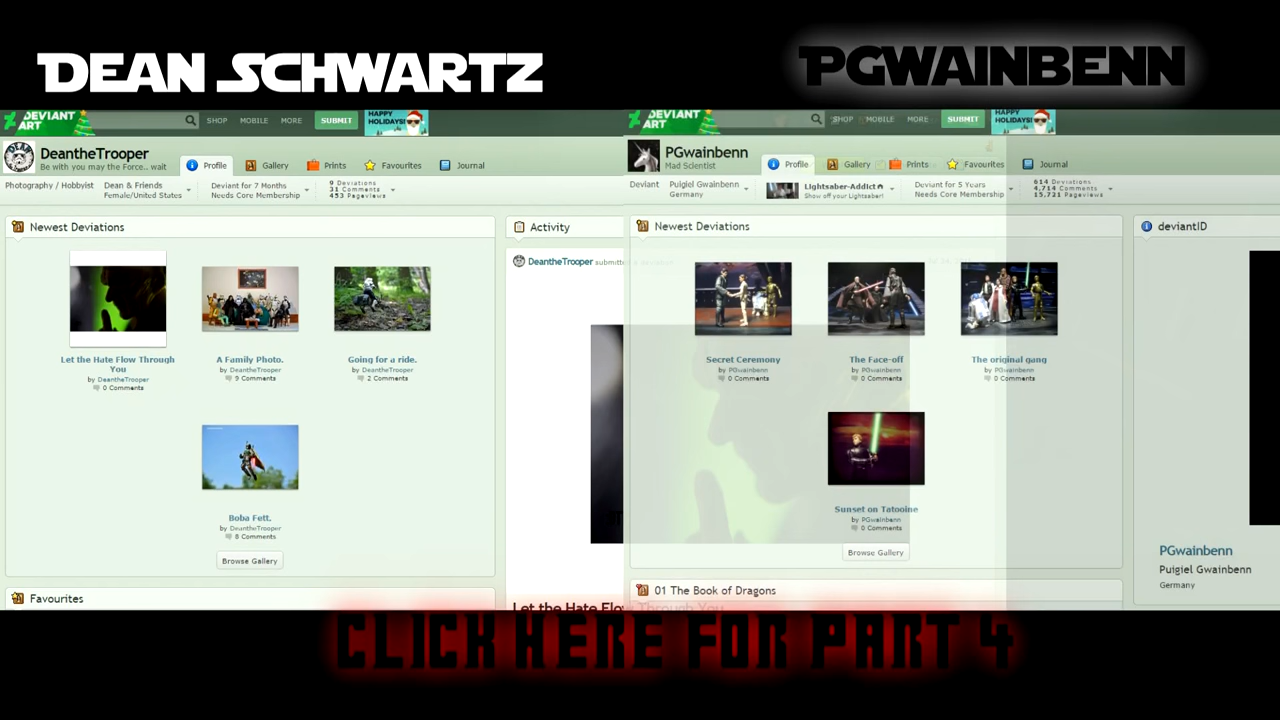 DEAN SCHWARTZ
PGWAINBENN
DEVIANT ART
SHOP MOBILE MORE SUBMIT
HAPPY HOLIDAYS!
DEVIANT ART
SHOP MOBILE MORE SUBMIT
HAPPY HOLIDAYS!
DeantheTrooper
Be with you may the Force.. wait
Profile Gallery Prints Favourites Journal
Photography / Hobbyist
Dean & Friends
Female/United States
Deviant for 7 Months
Needs Core Membership
9 Deviations
31 Comments
453 Pageviews
PGwainbenn
Mad Scientist
Profile Gallery Prints Favourites Journal
Deviant
Puigiel Gwainbenn
Germany
Lightsaber-Addict
Show off your Lightsaber!
Deviant for 5 Years
Needs Core Membership
614 Deviations
4,714 Comments
15,721 Pageviews
Newest Deviations
Let the Hate Flow Through You
by DeantheTrooper
0 Comments
A Family Photo.
by DeantheTrooper
9 Comments
Going for a ride.
by DeantheTrooper
2 Comments
Boba Fett.
by DeantheTrooper
8 Comments
Browse Gallery
Favourites
Activity
DeantheTrooper submitted a deviation
Let the Hate Flow Through You
Newest Deviations
Secret Ceremony
by PGwainbenn
0 Comments
The Face-off
by PGwainbenn
0 Comments
The original gang
by PGwainbenn
0 Comments
Sunset on Tatooine
by PGwainbenn
0 Comments
Browse Gallery
01 The Book of Dragons
deviantID
PGwainbenn
Puigiel Gwainbenn
Germany
CLICK HERE FOR PART 4